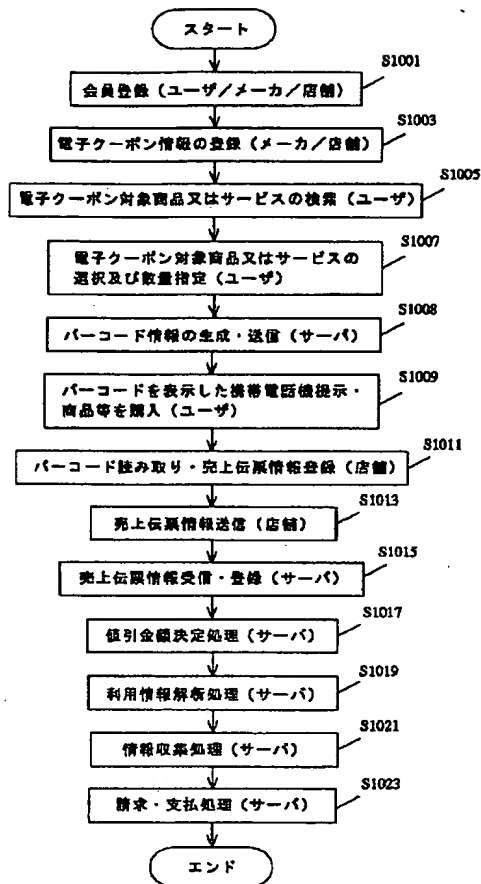 スタート
S1001
会員登録（ユーザ／メーカ／店舗）
S1003
電子クーポン情報の登録（メーカ／店舗）
S1005
電子クーポン対象商品又はサービスの検索（ユーザ）
S1007
電子クーポン対象商品又はサービスの
選択及び数量指定（ユーザ）
S1008
バーコード情報の生成・送信（サーバ）
S1009
バーコードを表示した携帯電話機提示・
商品等を購入（ユーザ）
S1011
バーコード読み取り・売上伝票情報登録（店舗）
S1013
売上伝票情報送信（店舗）
S1015
売上伝票情報受信・登録（サーバ）
S1017
値引金額決定処理（サーバ）
S1019
利用情報解析処理（サーバ）
S1021
情報収集処理（サーバ）
S1023
請求・支払処理（サーバ）
エンド